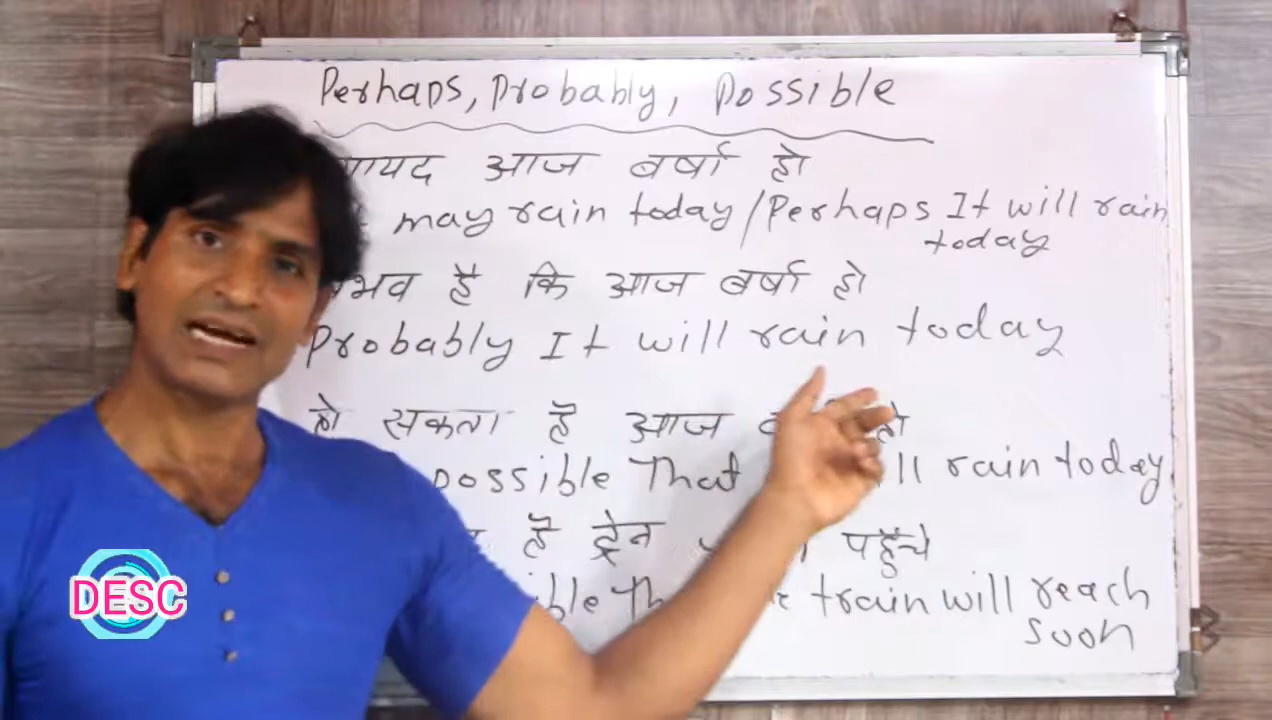 Perhaps, Probably, Possible
आज बर्षा हो
may rain today / Perhaps It will rain
today
है कि आज बर्षा हो
Probably It will rain today
हो सकता है आज हो
possible That rain today
है ट्रेन पहुँचे
train will reach
soon
DESC